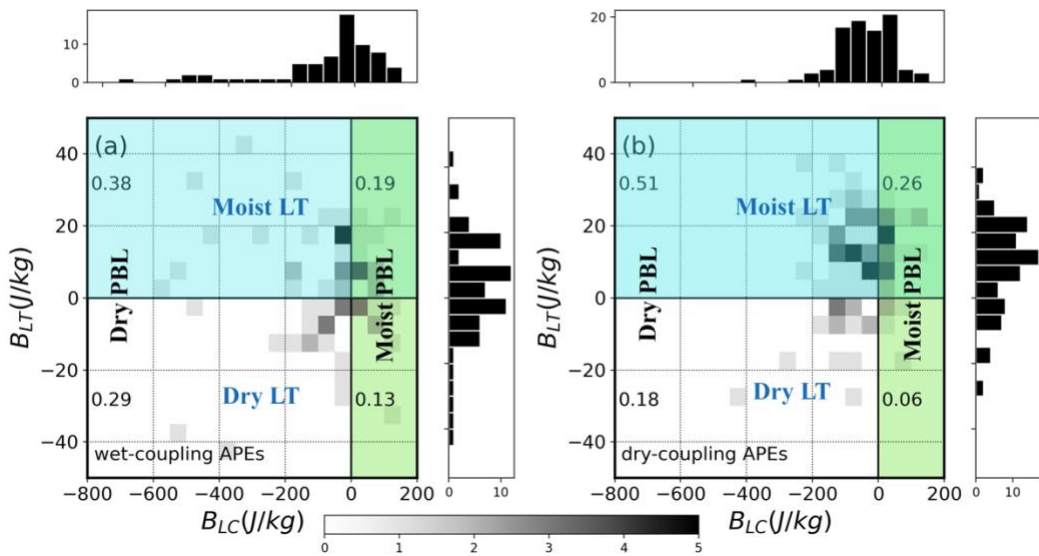 10
0
20
0
(a)
0.38
0.19
Moist LT
Dry PBL
Moist PBL
Dry LT
0.29
0.13
wet-coupling APEs
40
20
0
−20
−40
B_LT(J/kg)
−800 −600 −400 −200 0 200
B_LC(J/kg)
0 10
(b)
0.51
0.26
Moist LT
Dry PBL
Moist PBL
Dry LT
0.18
0.06
dry-coupling APEs
40
20
0
−20
−40
B_LT(J/kg)
−800 −600 −400 −200 0 200
B_LC(J/kg)
0 10
0 1 2 3 4 5